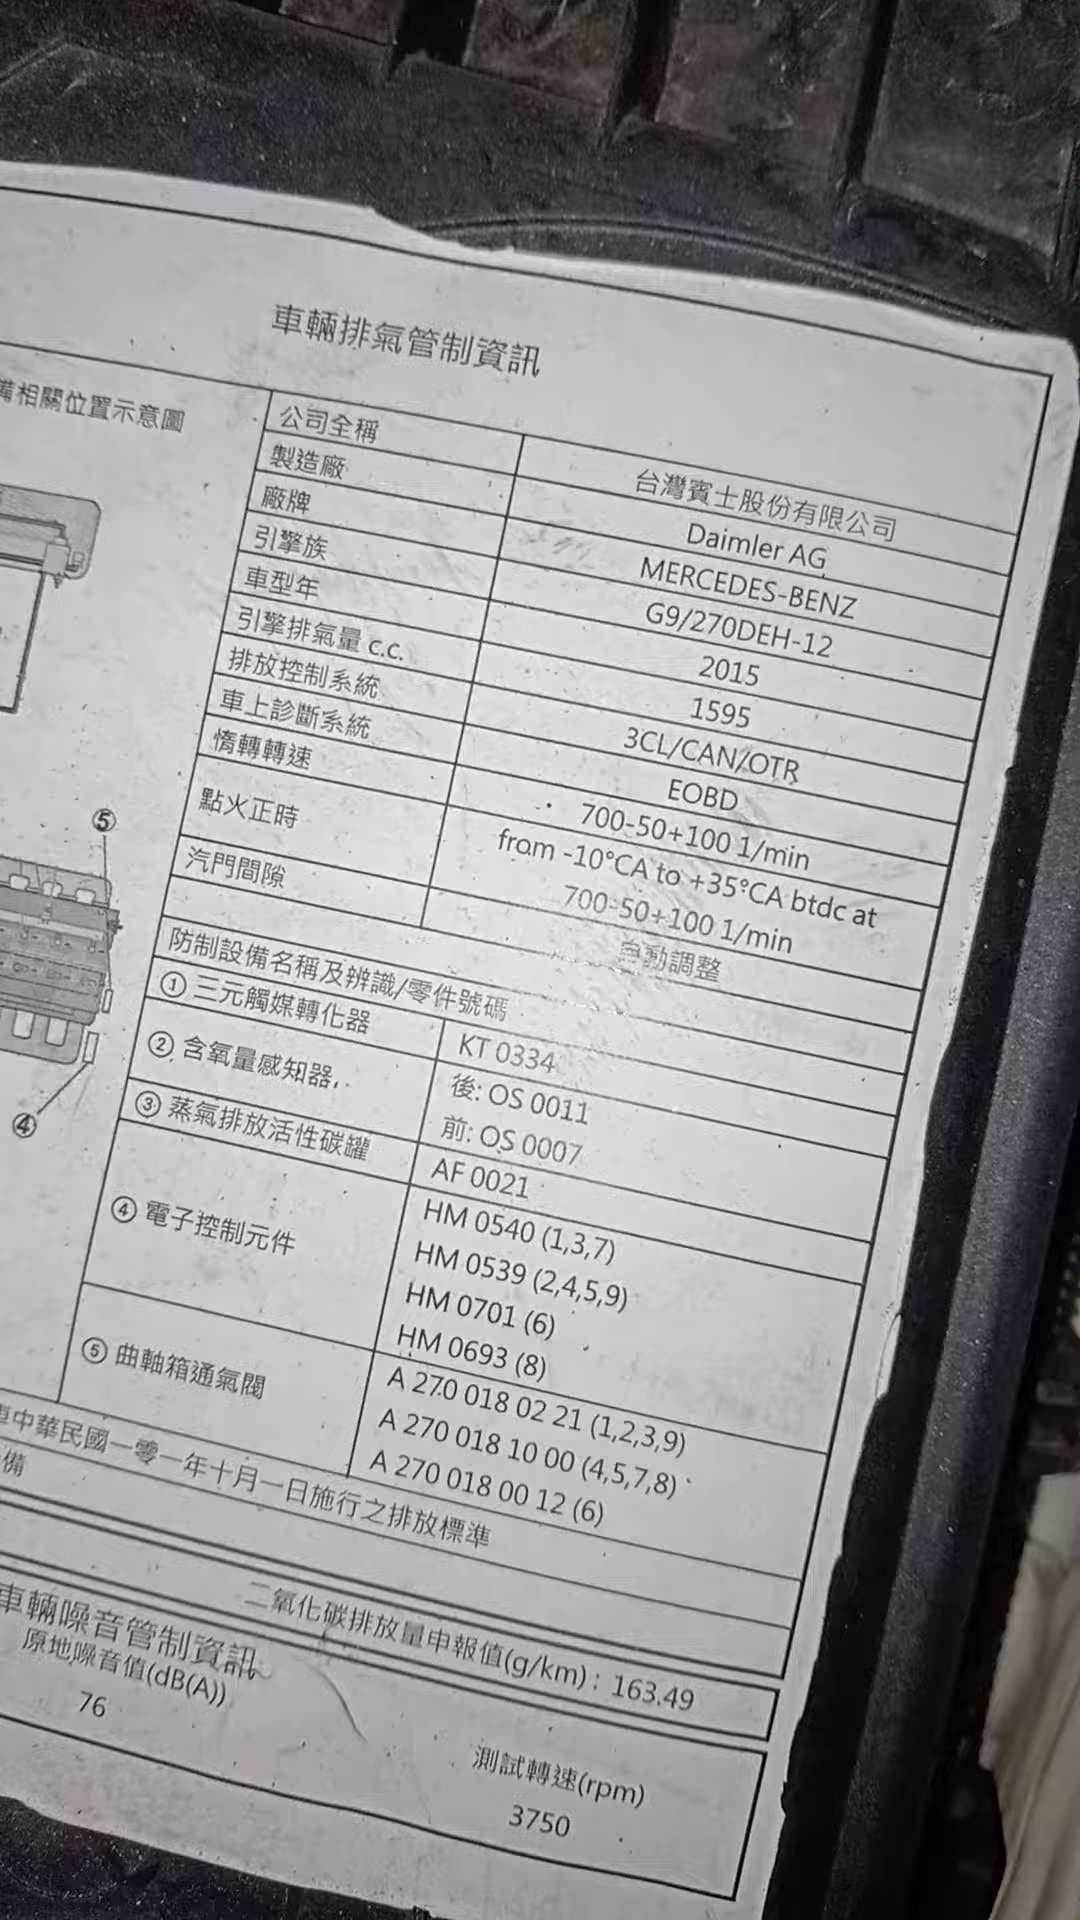 車輛排氣管制資訊
備相關位置示意圖
公司全稱 台灣賓士股份有限公司
製造廠 Daimler AG
廠牌 MERCEDES-BENZ
引擎族 G9/270DEH-12
車型年 2015
引擎排氣量 c.c. 1595
排放控制系統 3CL/CAN/OTR
車上診斷系統 EOBD
惰轉轉速 700-50+100 1/min
點火正時 from -10°CA to +35°CA btdc at
700-50+100 1/min
汽門間隙 自動調整
防制設備名稱及辨識/零件號碼
① 三元觸媒轉化器 KT 0334
② 含氧量感知器 後: OS 0011
前: OS 0007
③ 蒸氣排放活性碳罐 AF 0021
④ 電子控制元件 HM 0540 (1,3,7)
HM 0539 (2,4,5,9)
HM 0701 (6)
HM 0693 (8)
⑤ 曲軸箱通氣閥 A 270 018 02 21 (1,2,3,9)
A 270 018 10 00 (4,5,7,8)
A 270 018 00 12 (6)
⑤
④
中華民國一零一年十月一日施行之排放標準
備
二氧化碳排放量申報值(g/km) : 163.49
車輛噪音管制資訊
原地噪音值(dB(A)) 測試轉速(rpm)
76 3750